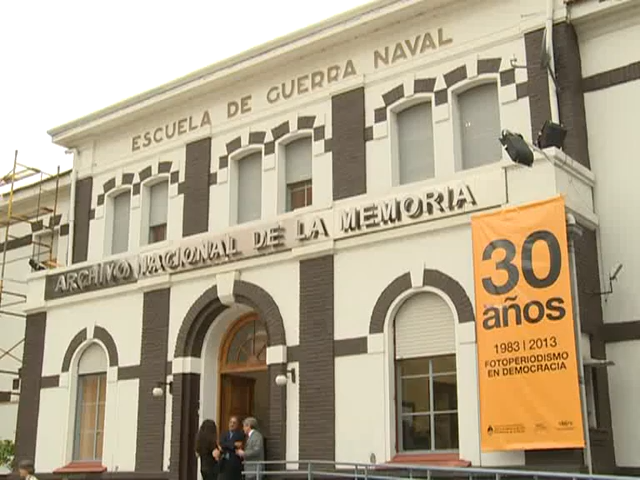 ESCUELA DE GUERRA NAVAL
ARCHIVO NACIONAL DE LA MEMORIA
30
años
1983 | 2013
FOTOPERIODISMO
EN DEMOCRACIA